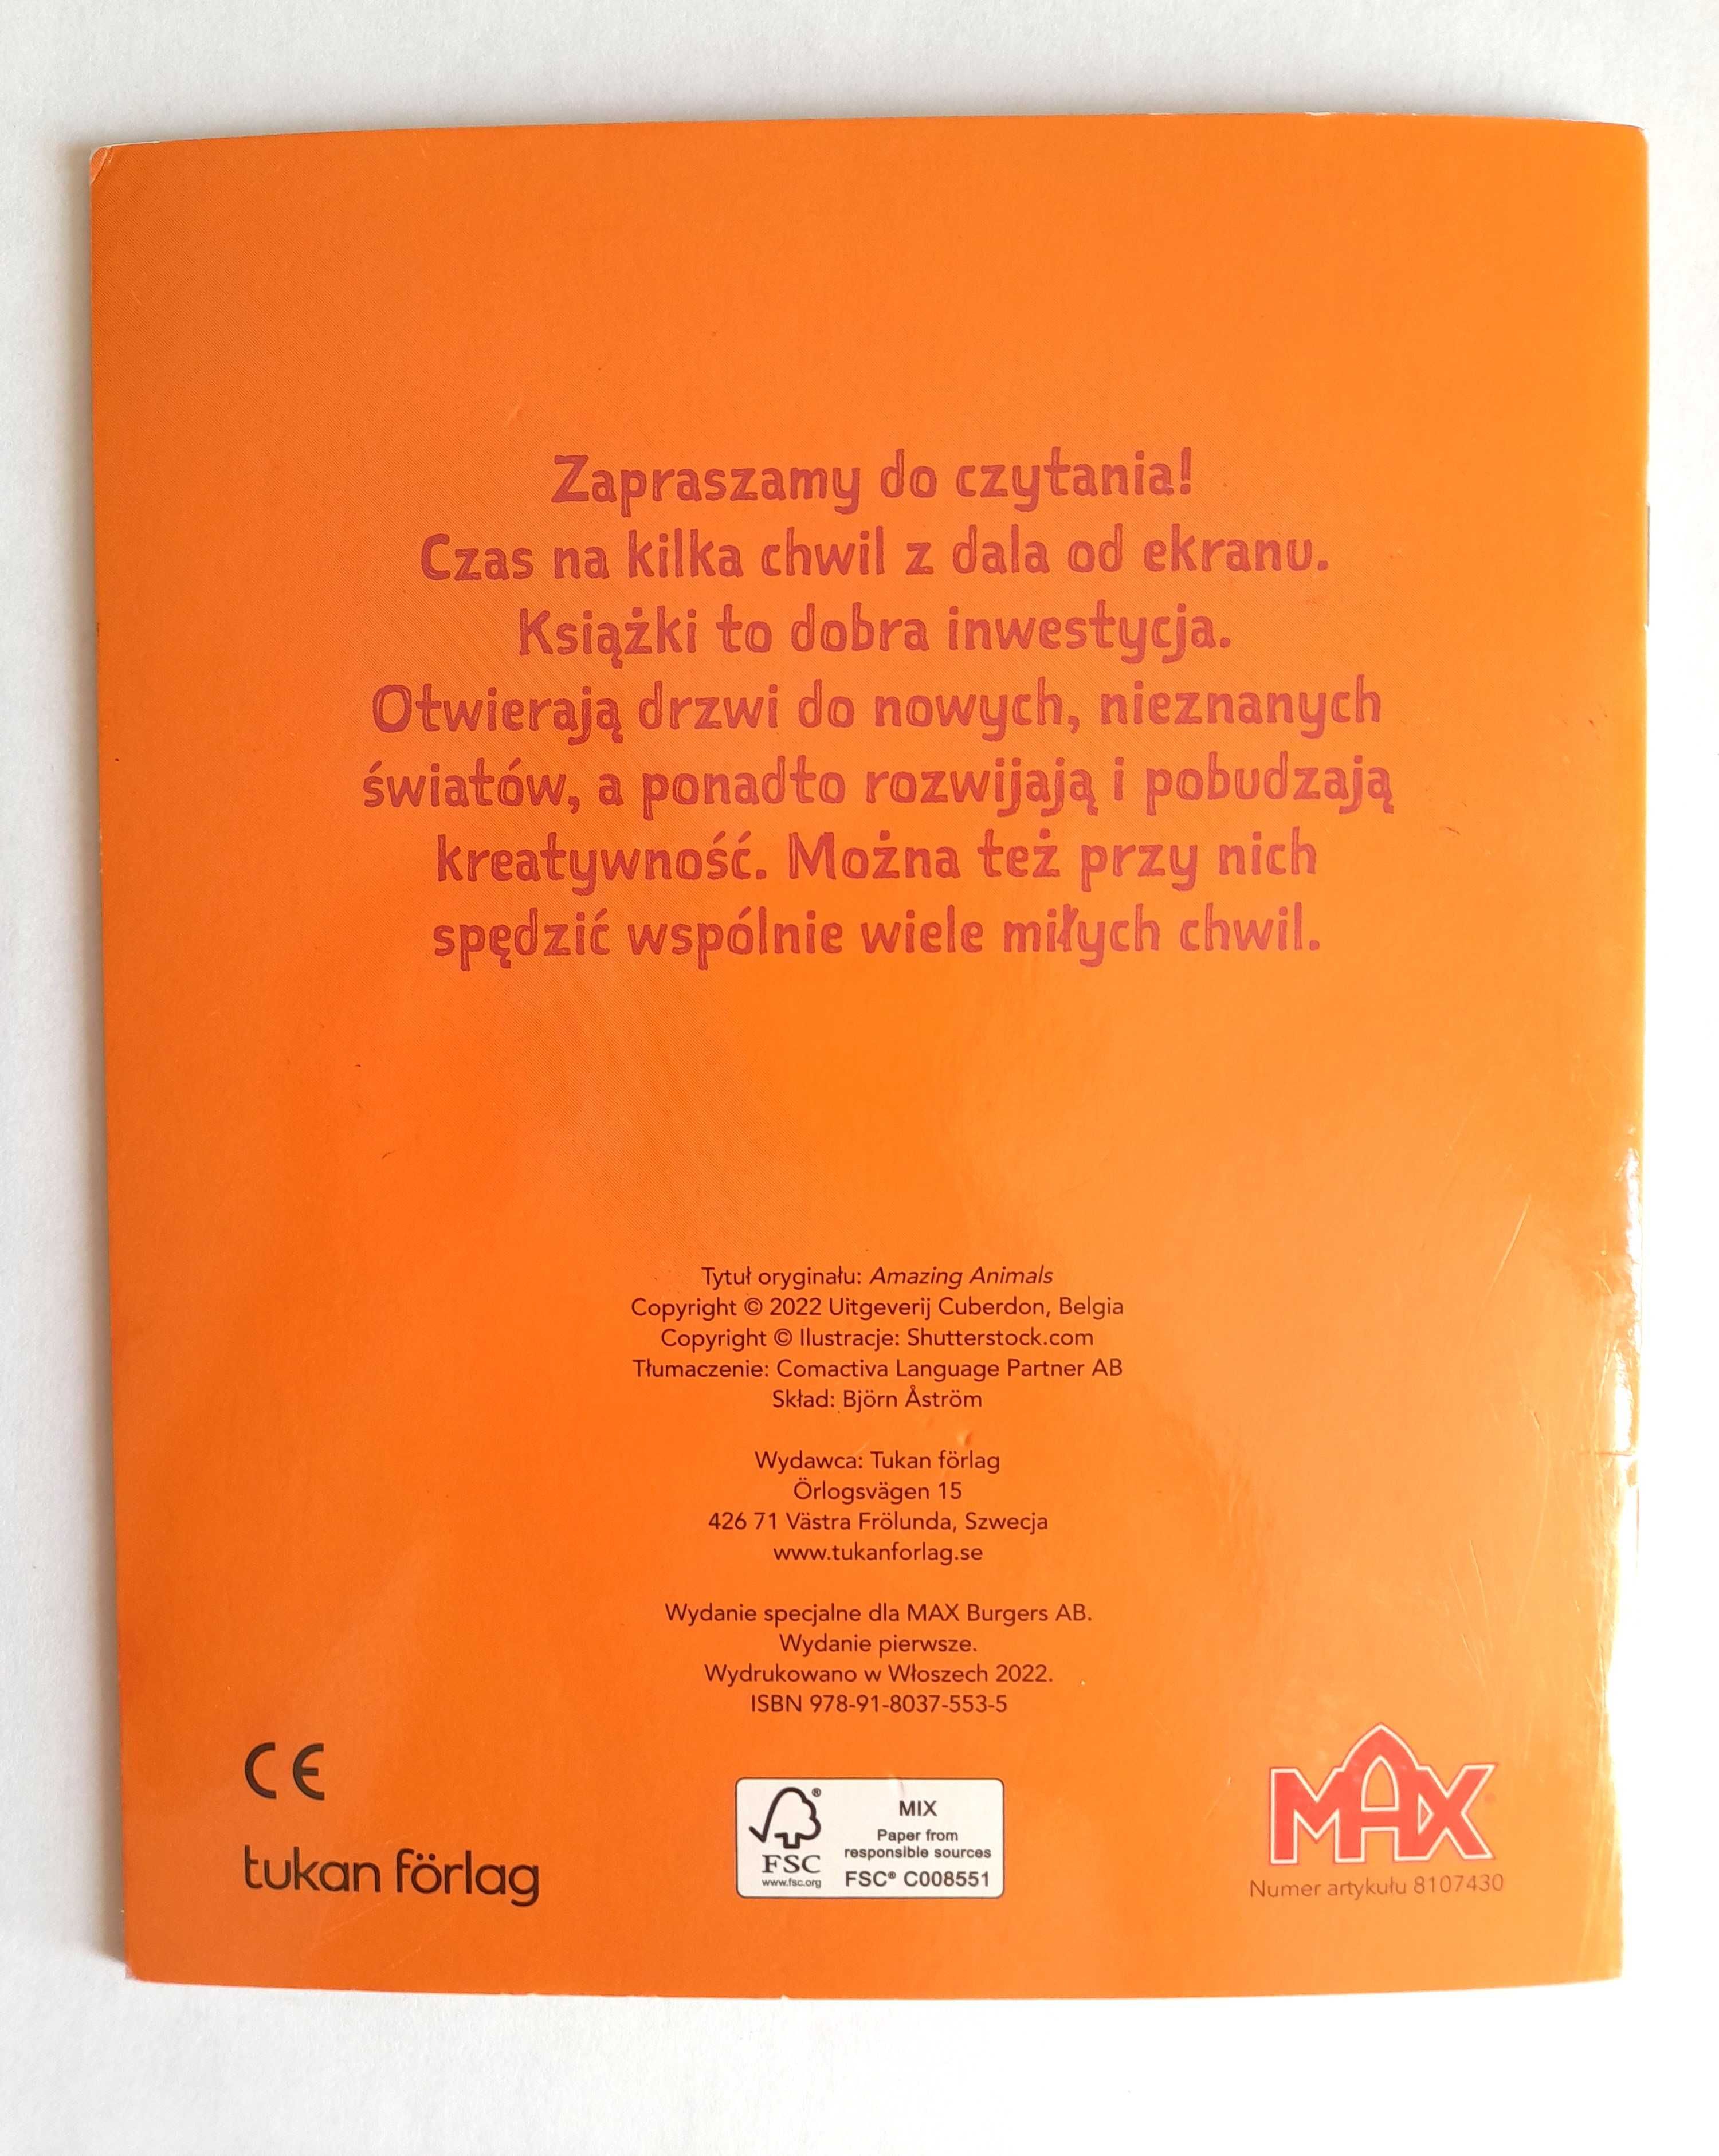 Zapraszamy do czytania!
Czas na kilka chwil z dala od ekranu.
Książki to dobra inwestycja.
Otwierają drzwi do nowych, nieznanych
światów, a ponadto rozwijają i pobudzają
kreatywność. Można też przy nich
spędzić wspólnie wiele miłych chwil.
Tytuł oryginału: Amazing Animals
Copyright © 2022 Uitgeverij Cuberdon, Belgia
Copyright © Ilustracje: Shutterstock.com
Tłumaczenie: Comactiva Language Partner AB
Skład: Björn Åström
Wydawca: Tukan förlag
Örlogsvägen 15
426 71 Västra Frölunda, Szwecja
www.tukanforlag.se
Wydanie specjalne dla MAX Burgers AB.
Wydanie pierwsze.
Wydrukowano w Włoszech 2022.
ISBN 978-91-8037-553-5
CE
tukan förlag
®
FSC
www.fsc.org
MIX
Paper from
responsible sources
FSC® C008551
MAX
Numer artykułu 8107430